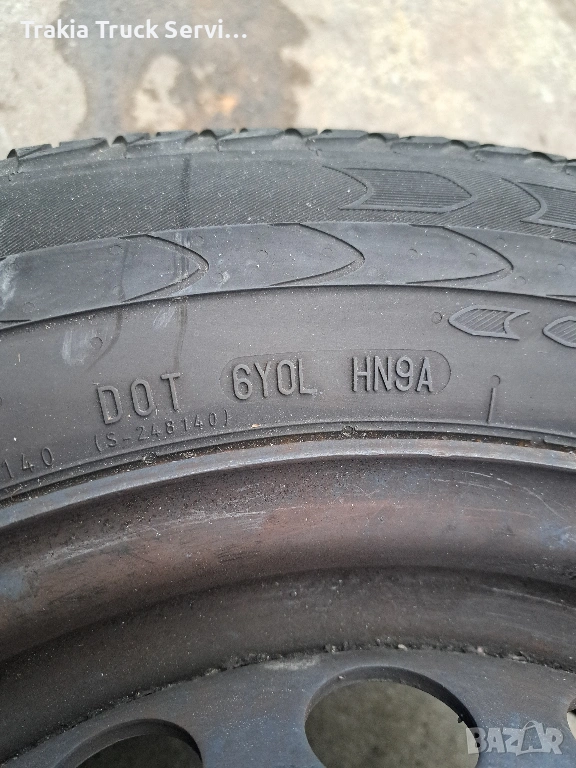 Trakia Truck Servi...
DOT 6Y0L HN9A
140 (S-248140)
BAZAR